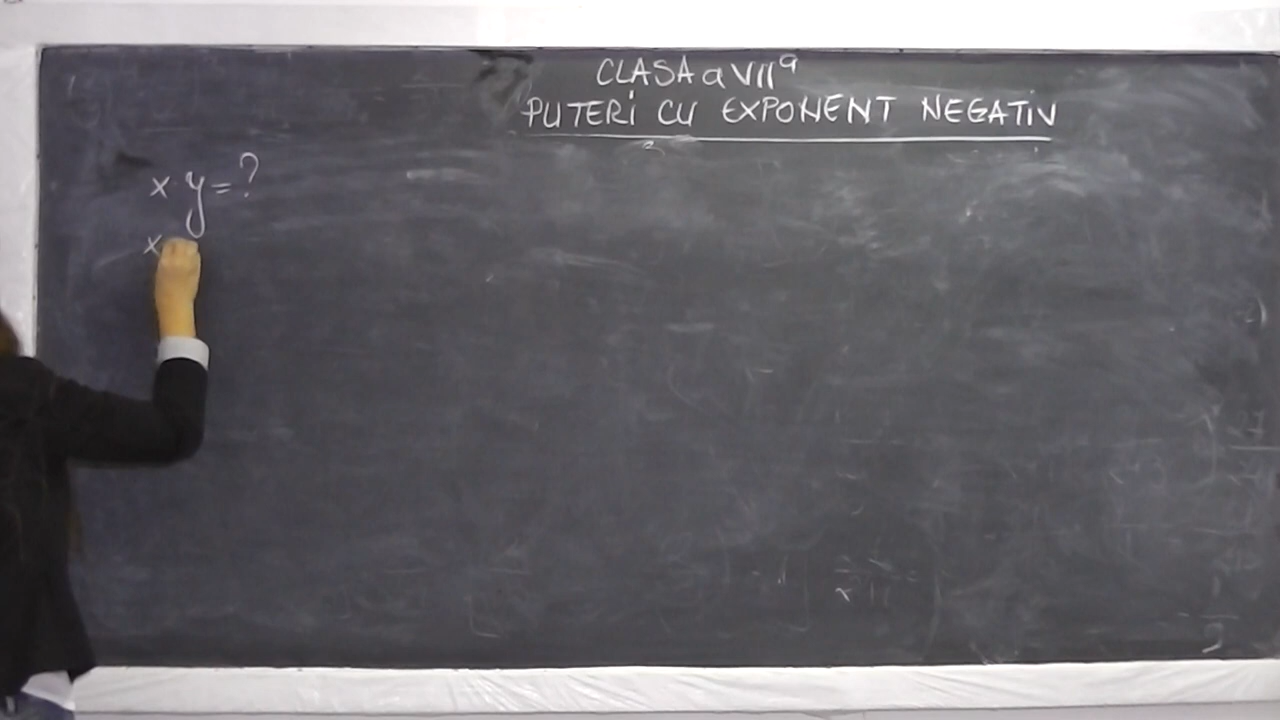 CLASA a VII a
PUTERI CU EXPONENT NEGATIV
x · y = ?
x